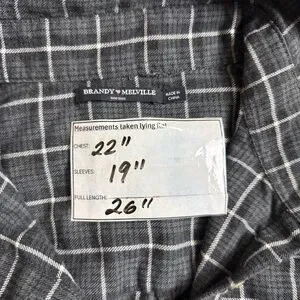 BRANDY ♥ MELVILLE
MADE IN
CHINA
Measurements taken lying flat
CHEST: 22"
SLEEVES: 19"
FULL LENGTH: 26"